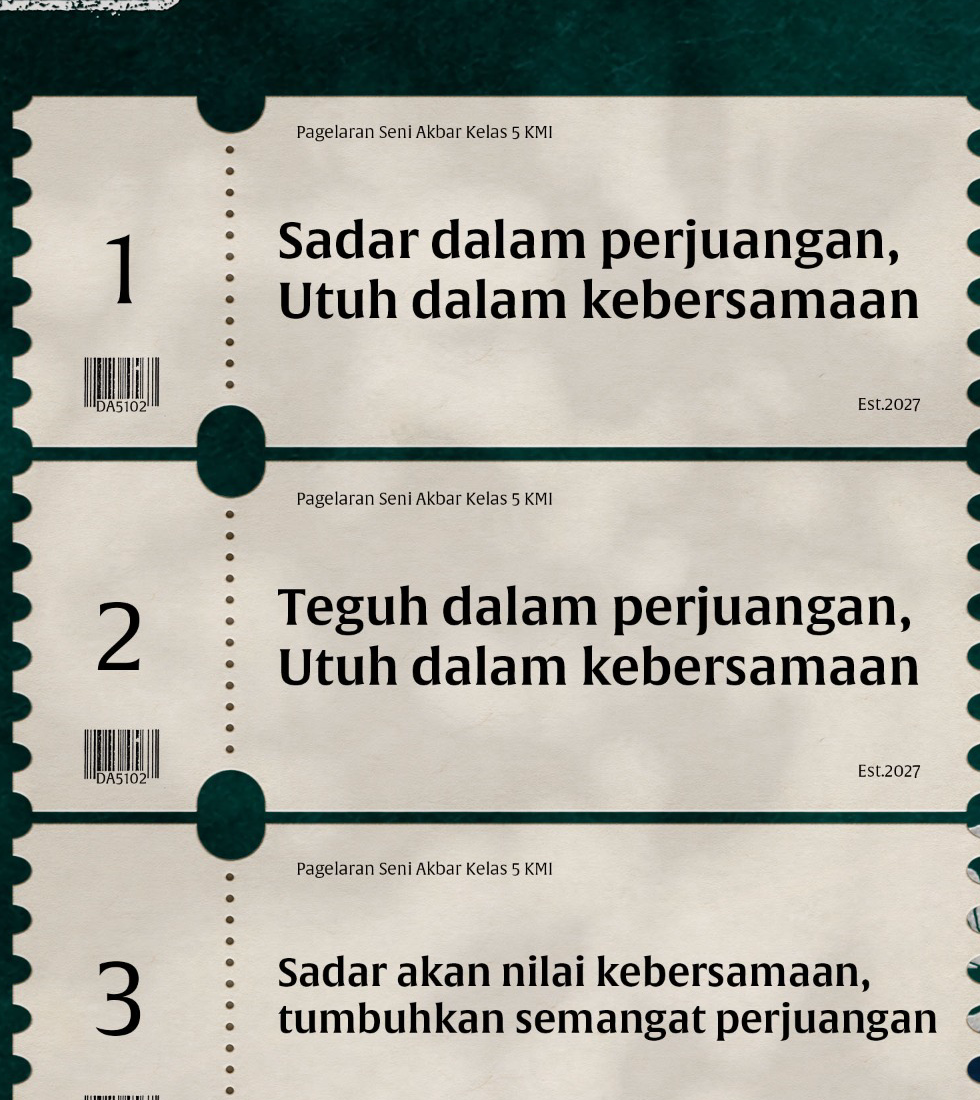 Pagelaran Seni Akbar Kelas 5 KMI
1
Sadar dalam perjuangan,
Utuh dalam kebersamaan
DA5102
Est.2027
Pagelaran Seni Akbar Kelas 5 KMI
2
Teguh dalam perjuangan,
Utuh dalam kebersamaan
DA5102
Est.2027
Pagelaran Seni Akbar Kelas 5 KMI
3
Sadar akan nilai kebersamaan,
tumbuhkan semangat perjuangan